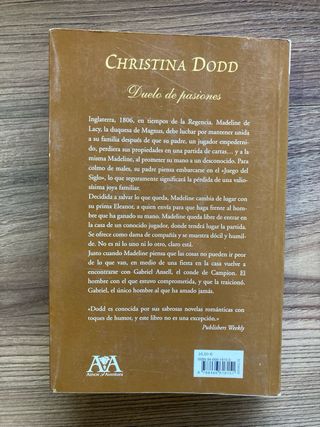 CHRISTINA DODD
Duelo de pasiones
Inglaterra, 1806, en tiempos de la Regencia. Madeline de
Lacy, la duquesa de Magnus, debe luchar por mantener unida
a su familia después de que su padre, un jugador empederni-
do, perdiera sus propiedades en una partida de cartas… y a la
misma Madeline, al prometer su mano a un desconocido. Para
colmo de males, su padre piensa embarcarse en el «Juego del
Siglo», lo que seguramente significará la pérdida de una valio-
sísima joya familiar.
Decidida a salvar lo que queda, Madeline cambia de lugar con
su prima Eleanor, a quien envía para que haga frente al hombre
que ha ganado su mano. Madeline queda libre de entrar
en la casa de un conocido jugador, donde tendrá lugar la partida.
Se ofrece como dama de compañía y se muestra dócil y humil-
de. No es ni lo uno ni lo otro, claro está.
Justo cuando Madeline piensa que las cosas no pueden ir peor
de lo que van, en medio de una fiesta en la casa vuelve a
encontrarse con Gabriel Ansell, el conde de Campion. El
hombre con el que estuvo comprometida, y que la traicionó.
Gabriel, el único hombre al que ha amado jamás.
«Dodd es conocida por sus sabrosas novelas románticas con
toques de humor, y este libro no es una excepción.»
Publishers Weekly
AvA
Amor y Aventura